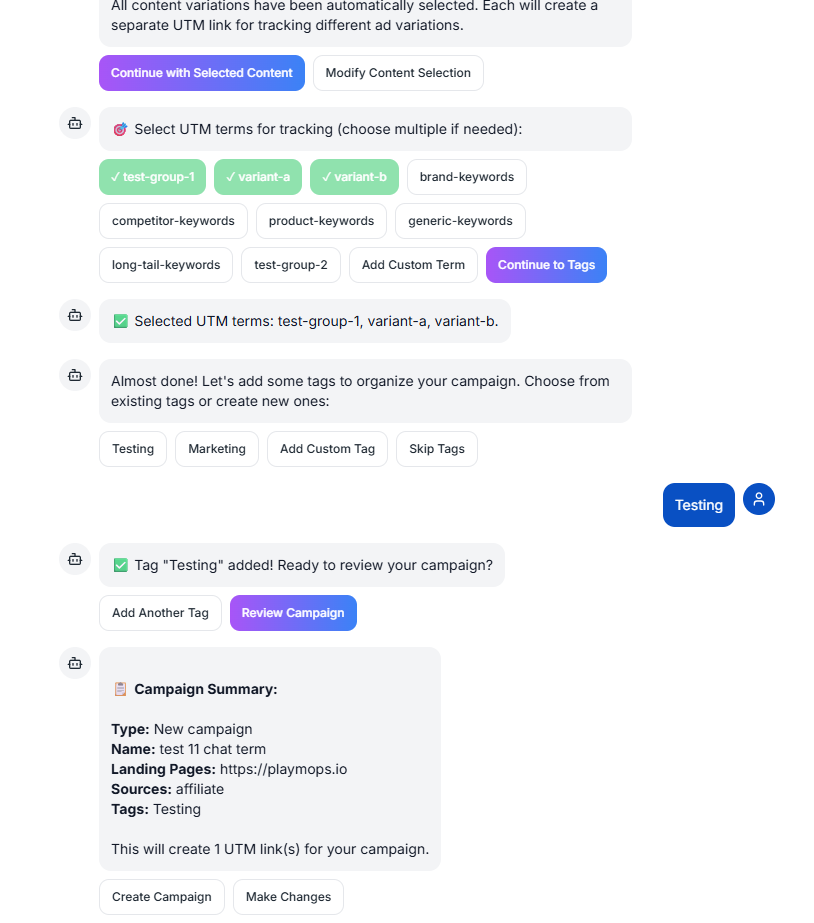 All content variations have been automatically selected. Each will create a
separate UTM link for tracking different ad variations.
Continue with Selected Content
Modify Content Selection
🎯 Select UTM terms for tracking (choose multiple if needed):
✓ test-group-1
✓ variant-a
✓ variant-b
brand-keywords
competitor-keywords
product-keywords
generic-keywords
long-tail-keywords
test-group-2
Add Custom Term
Continue to Tags
✅ Selected UTM terms: test-group-1, variant-a, variant-b.
Almost done! Let's add some tags to organize your campaign. Choose from
existing tags or create new ones:
Testing
Marketing
Add Custom Tag
Skip Tags
Testing
✅ Tag "Testing" added! Ready to review your campaign?
Add Another Tag
Review Campaign
📋 Campaign Summary:
Type: New campaign
Name: test 11 chat term
Landing Pages: https://playmops.io
Sources: affiliate
Tags: Testing
This will create 1 UTM link(s) for your campaign.
Create Campaign
Make Changes